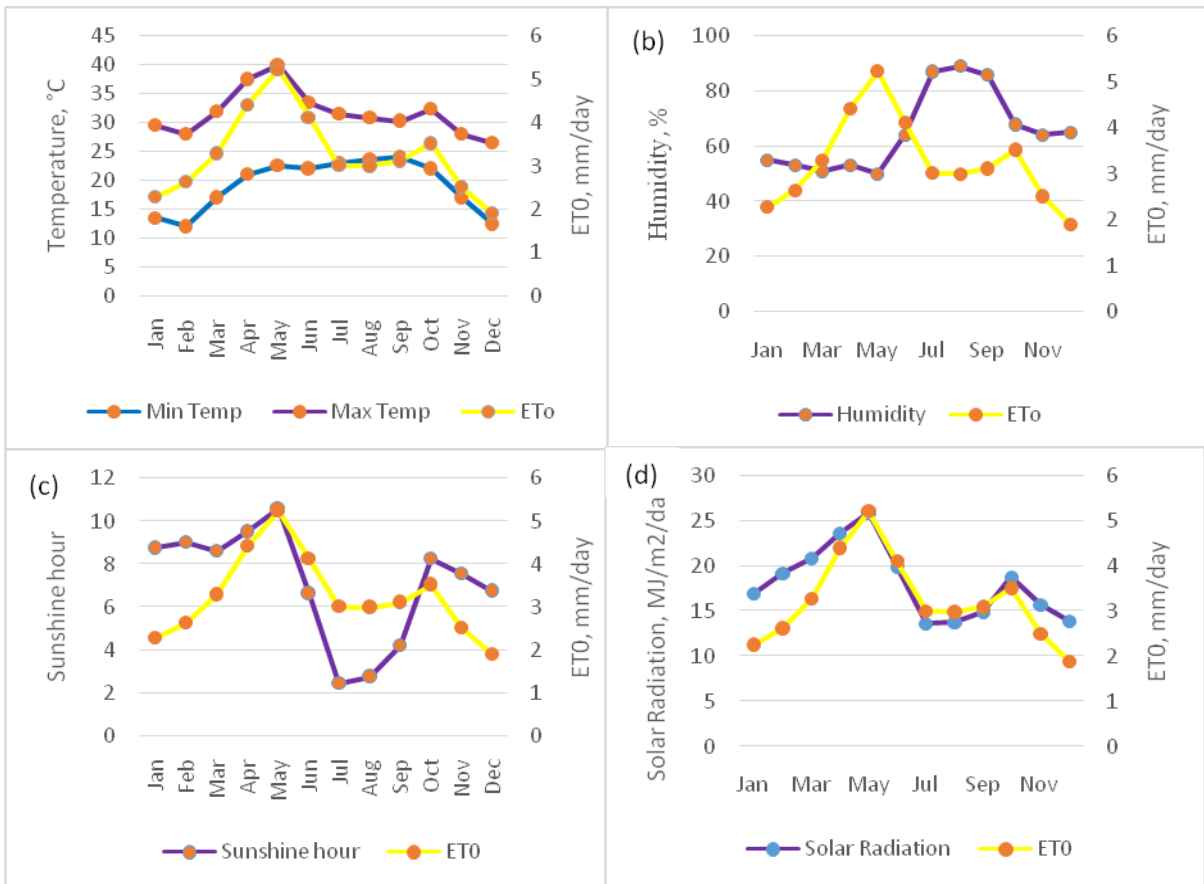 Temperature, °C
45
40
35
30
25
20
15
10
5
0
6
5
4
3
2
1
0
ET0, mm/day
Jan
Feb
Mar
Apr
May
Jun
Jul
Aug
Sep
Oct
Nov
Dec
Min Temp
Max Temp
ETo
(b)
Humidity, %
100
80
60
40
20
0
6
5
4
3
2
1
0
ET0, mm/day
Jan Mar May Jul Sep Nov
Humidity
ETo
(c)
Sunshine hour
12
10
8
6
4
2
0
6
5
4
3
2
1
0
ET0, mm/day
Jan
Feb
Mar
Apr
May
Jun
Jul
Aug
Sep
Oct
Nov
Dec
Sunshine hour
ET0
(d)
Solar Radiation, MJ/m2/da
30
25
20
15
10
5
0
6
5
4
3
2
1
0
ET0, mm/day
Jan Mar May Jul Sep Nov
Solar Radiation
ET0